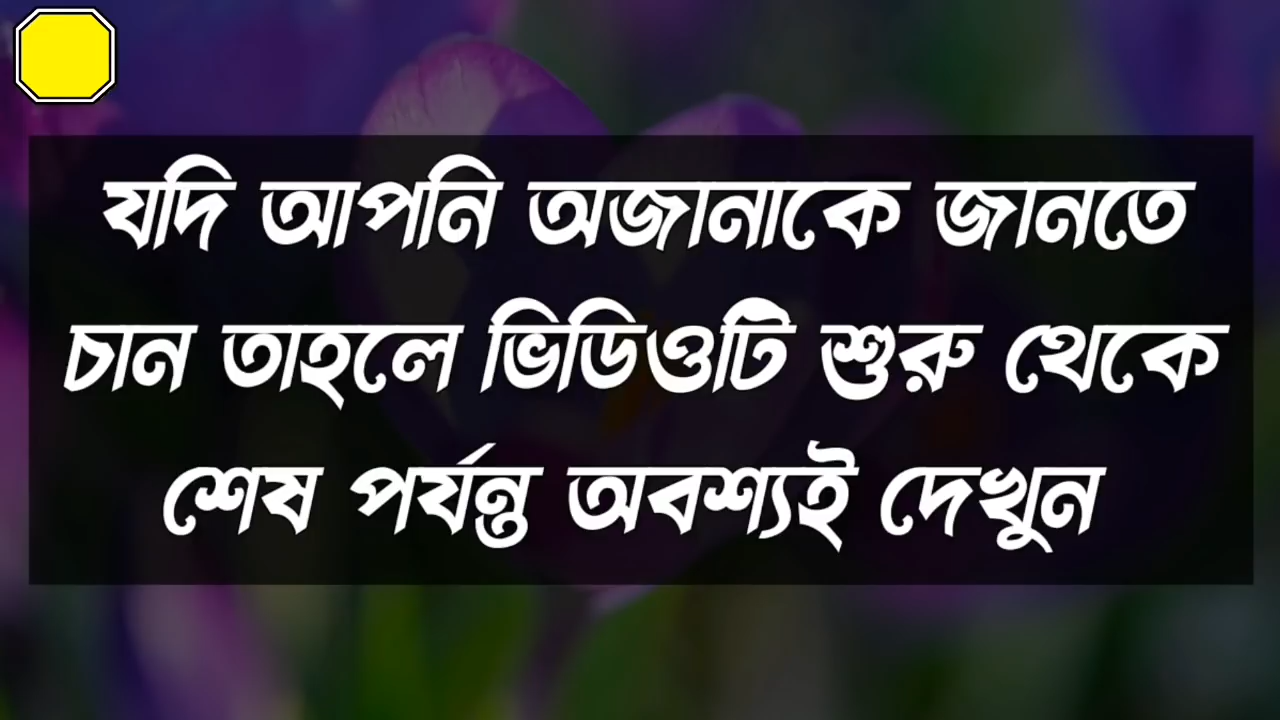 যদি আপনি অজানাকে জানতে
চান তাহলে ভিডিওটি শুরু থেকে
শেষ পর্যন্ত অবশ্যই দেখুন